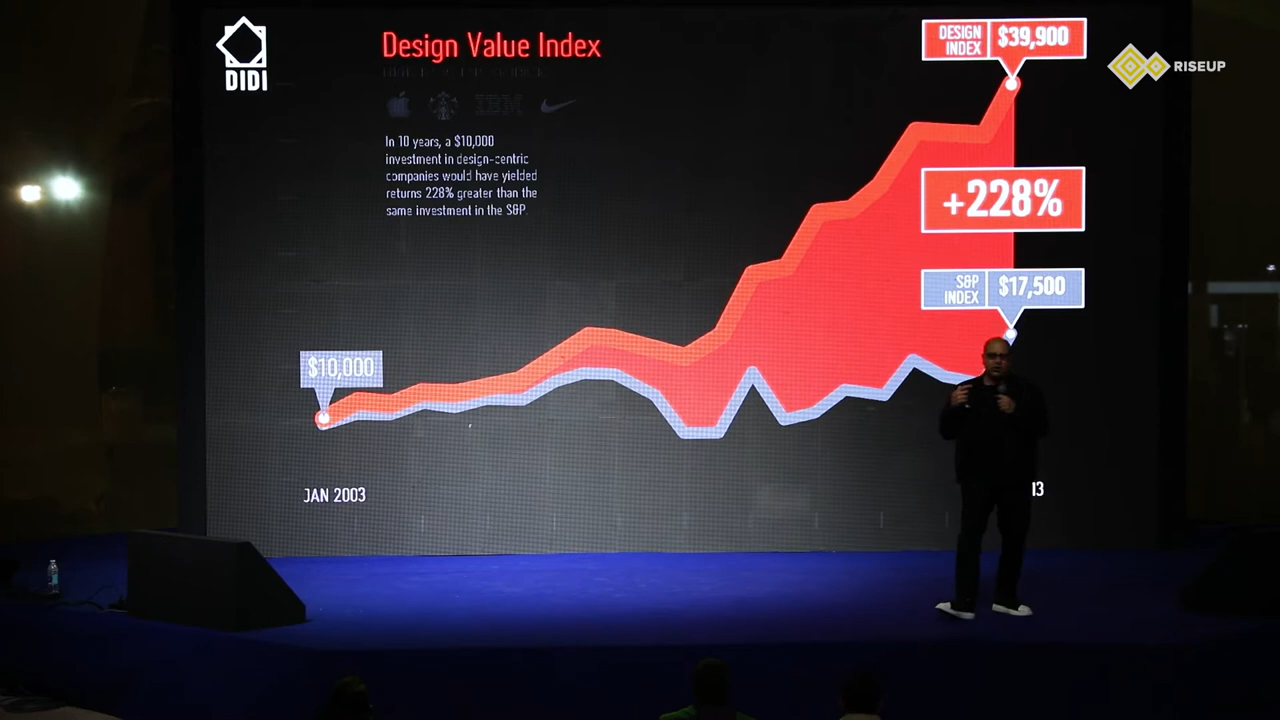 DIDI
Design Value Index
IBM
In 10 years, a $10,000
investment in design-centric
companies would have yielded
returns 228% greater than the
same investment in the S&P.
DESIGN
INDEX
$39,900
RISEUP
+228%
S&P
INDEX
$17,500
$10,000
JAN 2003
13